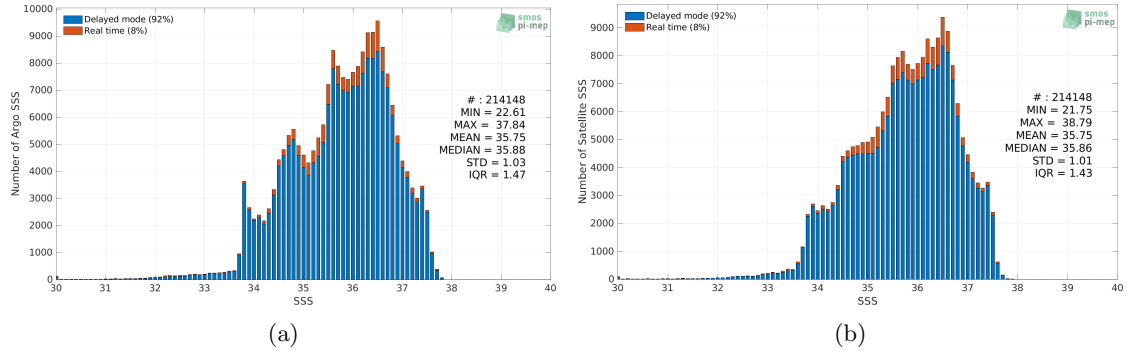 Delayed mode (92%)
Real time (8%)
smos
pi-mep
Number of Argo SSS
10000
9000
8000
7000
6000
5000
4000
3000
2000
1000
0
# : 214148
MIN = 22.61
MAX = 37.84
MEAN = 35.75
MEDIAN = 35.88
STD = 1.03
IQR = 1.47
30 31 32 33 34 35 36 37 38 39 40
SSS
(a)
Delayed mode (92%)
Real time (8%)
smos
pi-mep
Number of Satellite SSS
9000
8000
7000
6000
5000
4000
3000
2000
1000
0
# : 214148
MIN = 21.75
MAX = 38.79
MEAN = 35.75
MEDIAN = 35.86
STD = 1.01
IQR = 1.43
30 31 32 33 34 35 36 37 38 39 40
SSS
(b)